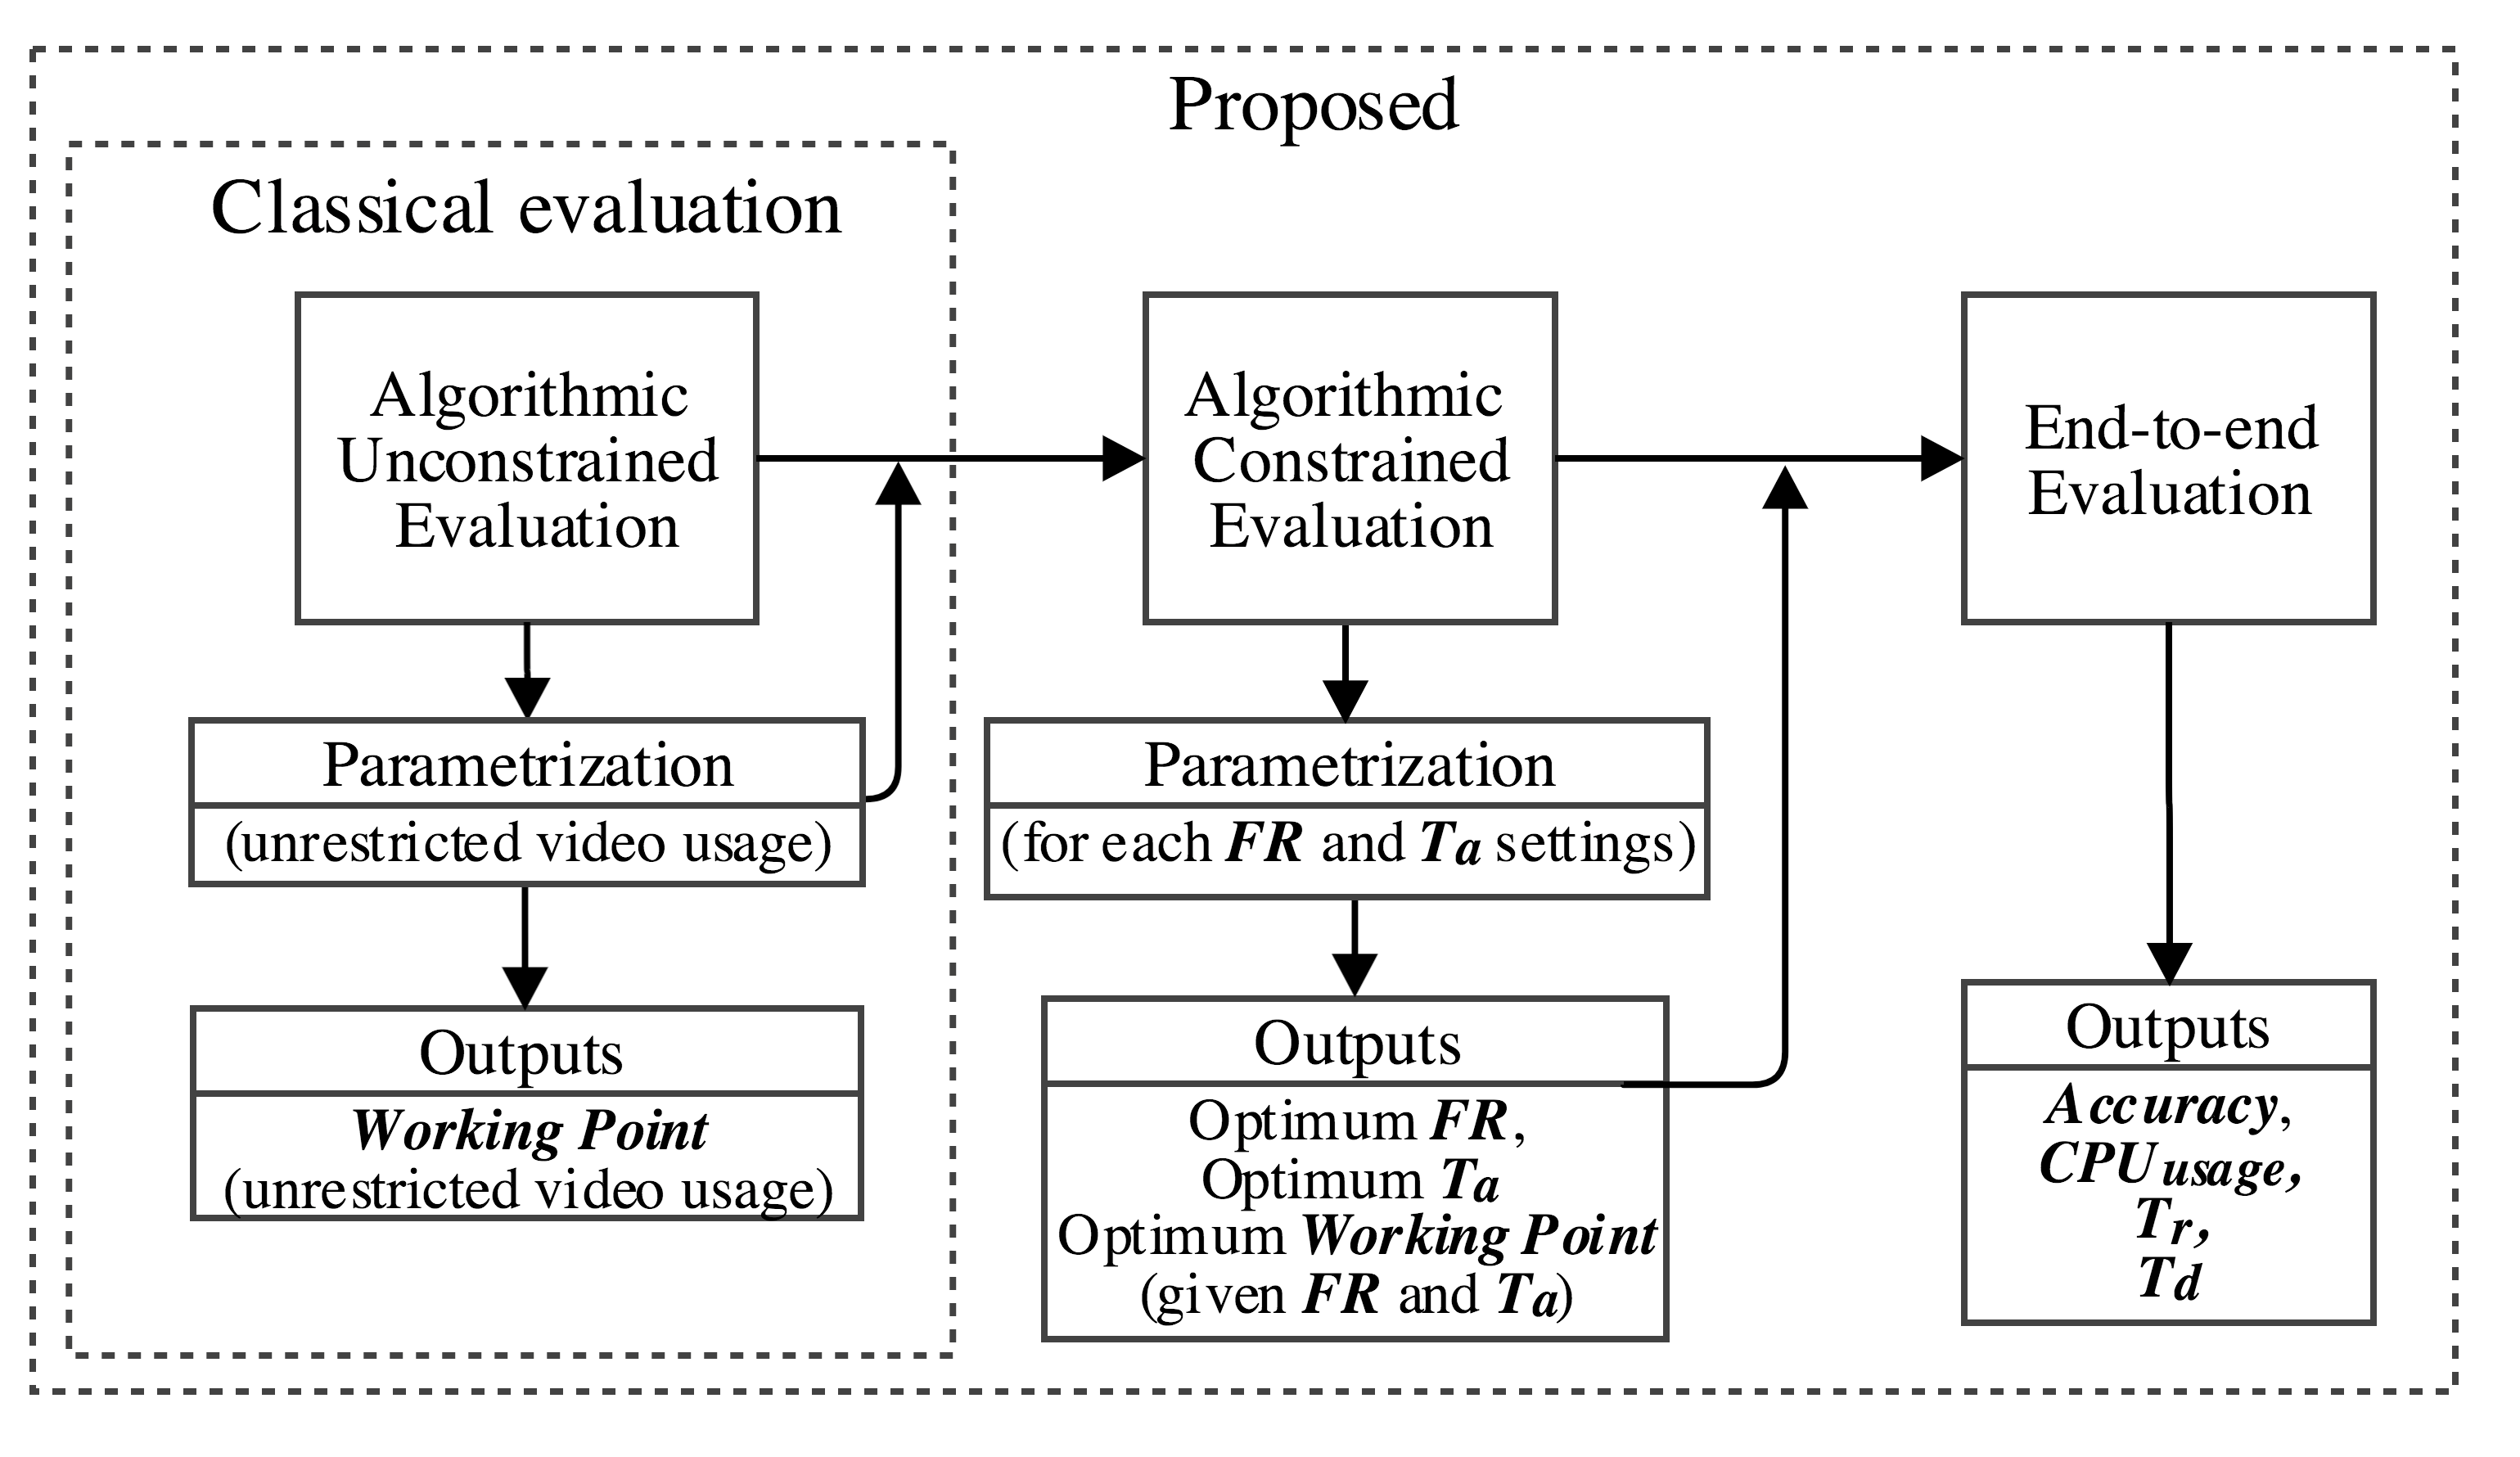 Proposed
Classical evaluation
Algorithmic
Unconstrained
Evaluation
Parametrization
(unrestricted video usage)
Outputs
Working Point
(unrestricted video usage)
Algorithmic
Constrained
Evaluation
Parametrization
(for each FR and Ta settings)
Outputs
Optimum FR,
Optimum Ta
Optimum Working Point
(given FR and Ta)
End-to-end
Evaluation
Outputs
Accuracy,
CPU usage,
Tr,
Td